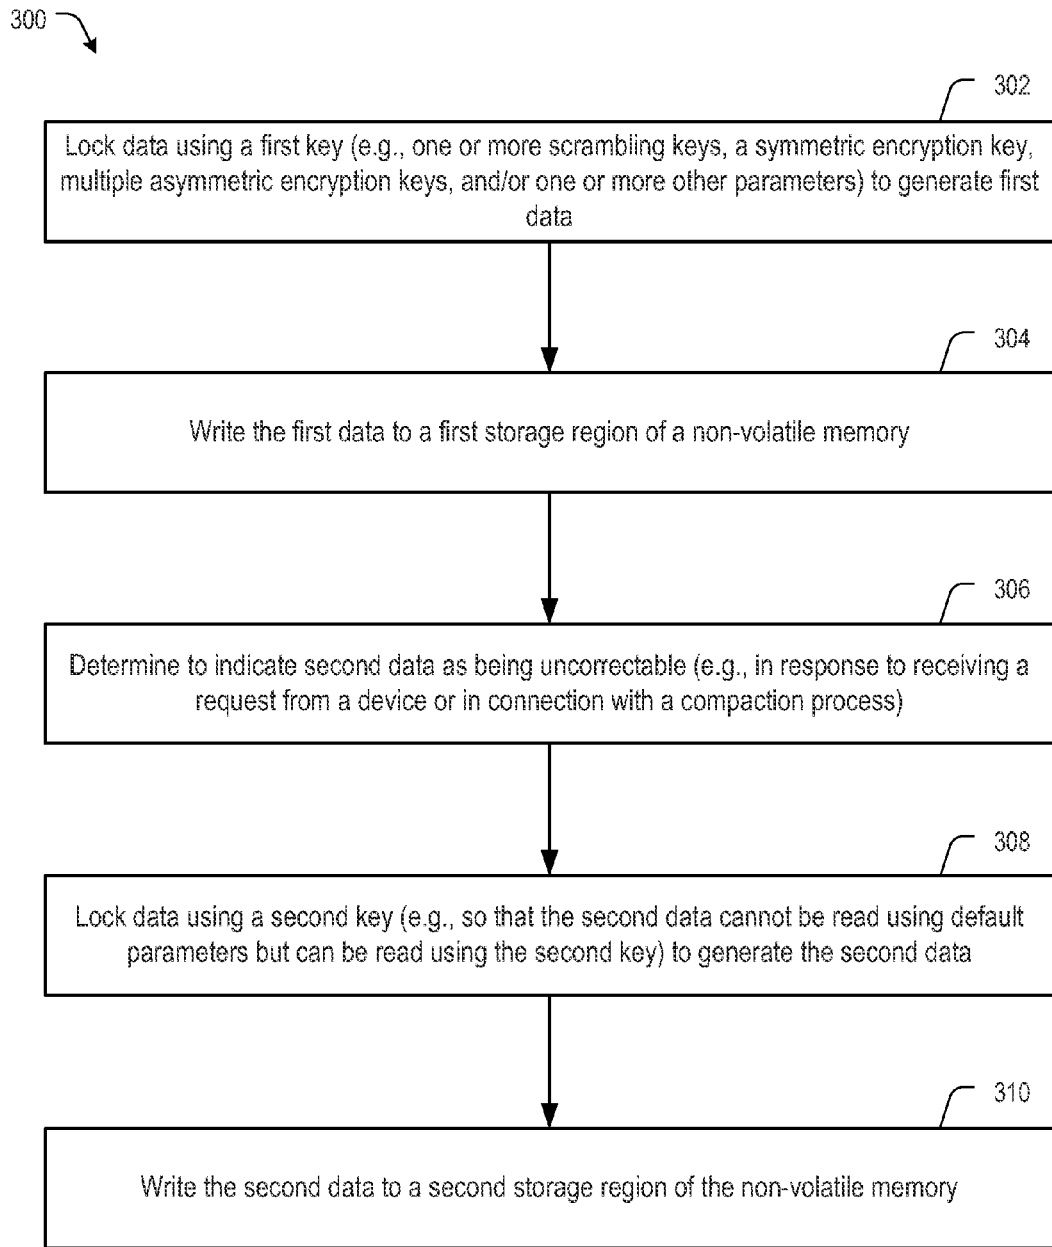 300
302
Lock data using a first key (e.g., one or more scrambling keys, a symmetric encryption key,
multiple asymmetric encryption keys, and/or one or more other parameters) to generate first
data
304
Write the first data to a first storage region of a non-volatile memory
306
Determine to indicate second data as being uncorrectable (e.g., in response to receiving a
request from a device or in connection with a compaction process)
308
Lock data using a second key (e.g., so that the second data cannot be read using default
parameters but can be read using the second key) to generate the second data
310
Write the second data to a second storage region of the non-volatile memory